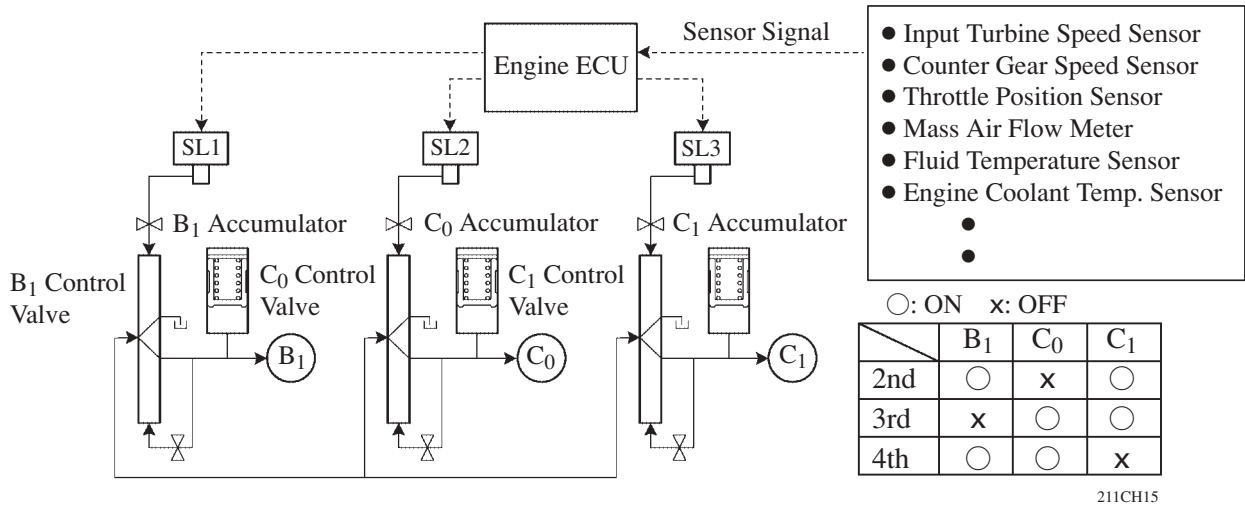 Sensor Signal
Engine ECU
● Input Turbine Speed Sensor
● Counter Gear Speed Sensor
● Throttle Position Sensor
● Mass Air Flow Meter
● Fluid Temperature Sensor
● Engine Coolant Temp. Sensor
●
●
SL1
SL2
SL3
B₁ Accumulator
C₀ Accumulator
C₁ Accumulator
B₁ Control
Valve
C₀ Control
Valve
C₁ Control
Valve
B₁
C₀
C₁
○: ON x: OFF
B₁ C₀ C₁
2nd ○ x ○
3rd x ○ ○
4th ○ ○ x
211CH15